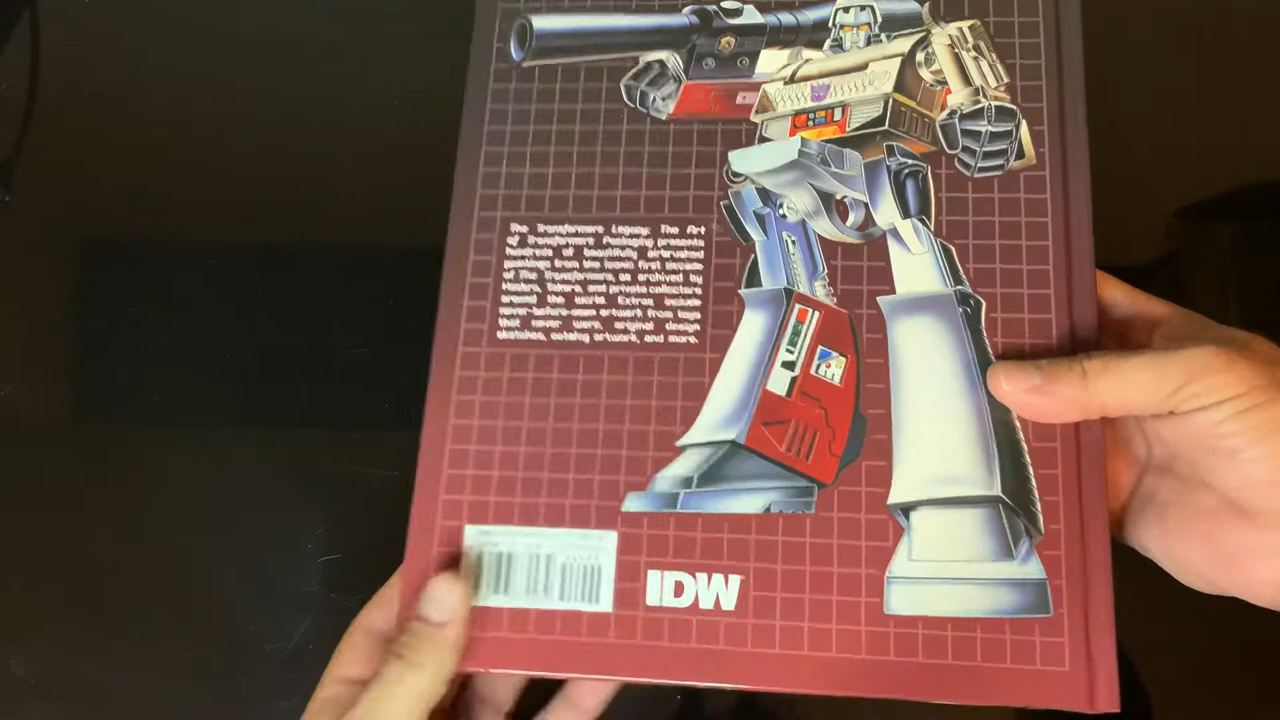 The Transformers Legacy: The Art
of Transformers Packaging presents
hundreds of beautifully airbrushed
paintings from the iconic first decade
of The Transformers, as archived by
Hasbro, Takara, and private collectors
around the world. Extras include
never-before-seen artwork from toys
that never were, original design
sketches, catalog artwork, and more.
IDW